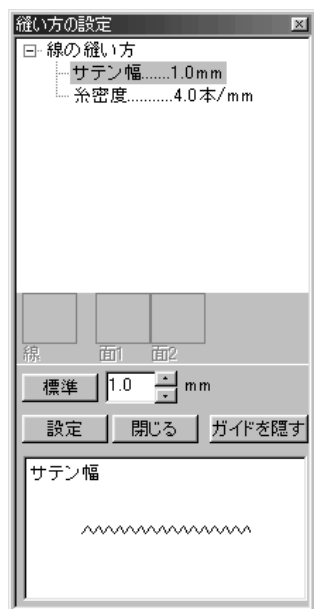 縫い方の設定
線の縫い方
サテン幅......1.0mm
糸密度..........4.0本/mm
線 面1 面2
標準 1.0 mm
設定 閉じる ガイドを隠す
サテン幅